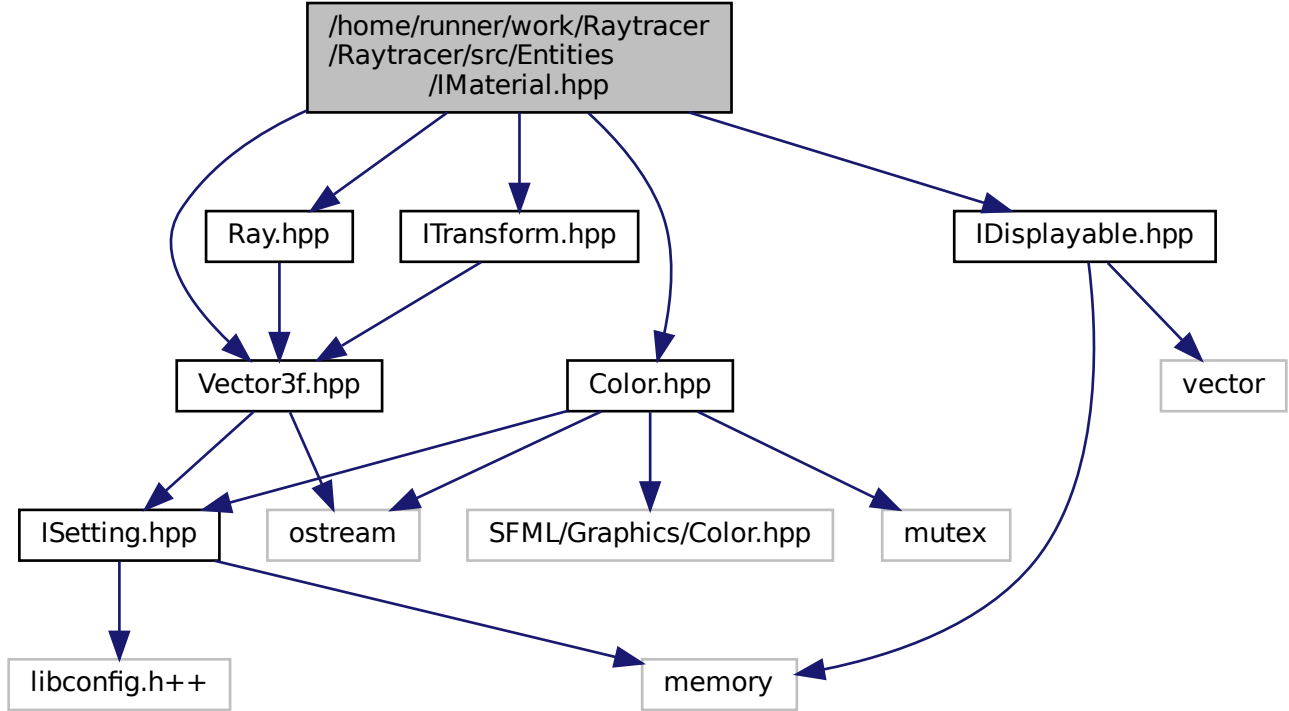 /home/runner/work/Raytracer
/Raytracer/src/Entities
/IMaterial.hpp
Ray.hpp
ITransform.hpp
IDisplayable.hpp
Vector3f.hpp
Color.hpp
vector
ISetting.hpp
ostream
SFML/Graphics/Color.hpp
mutex
libconfig.h++
memory